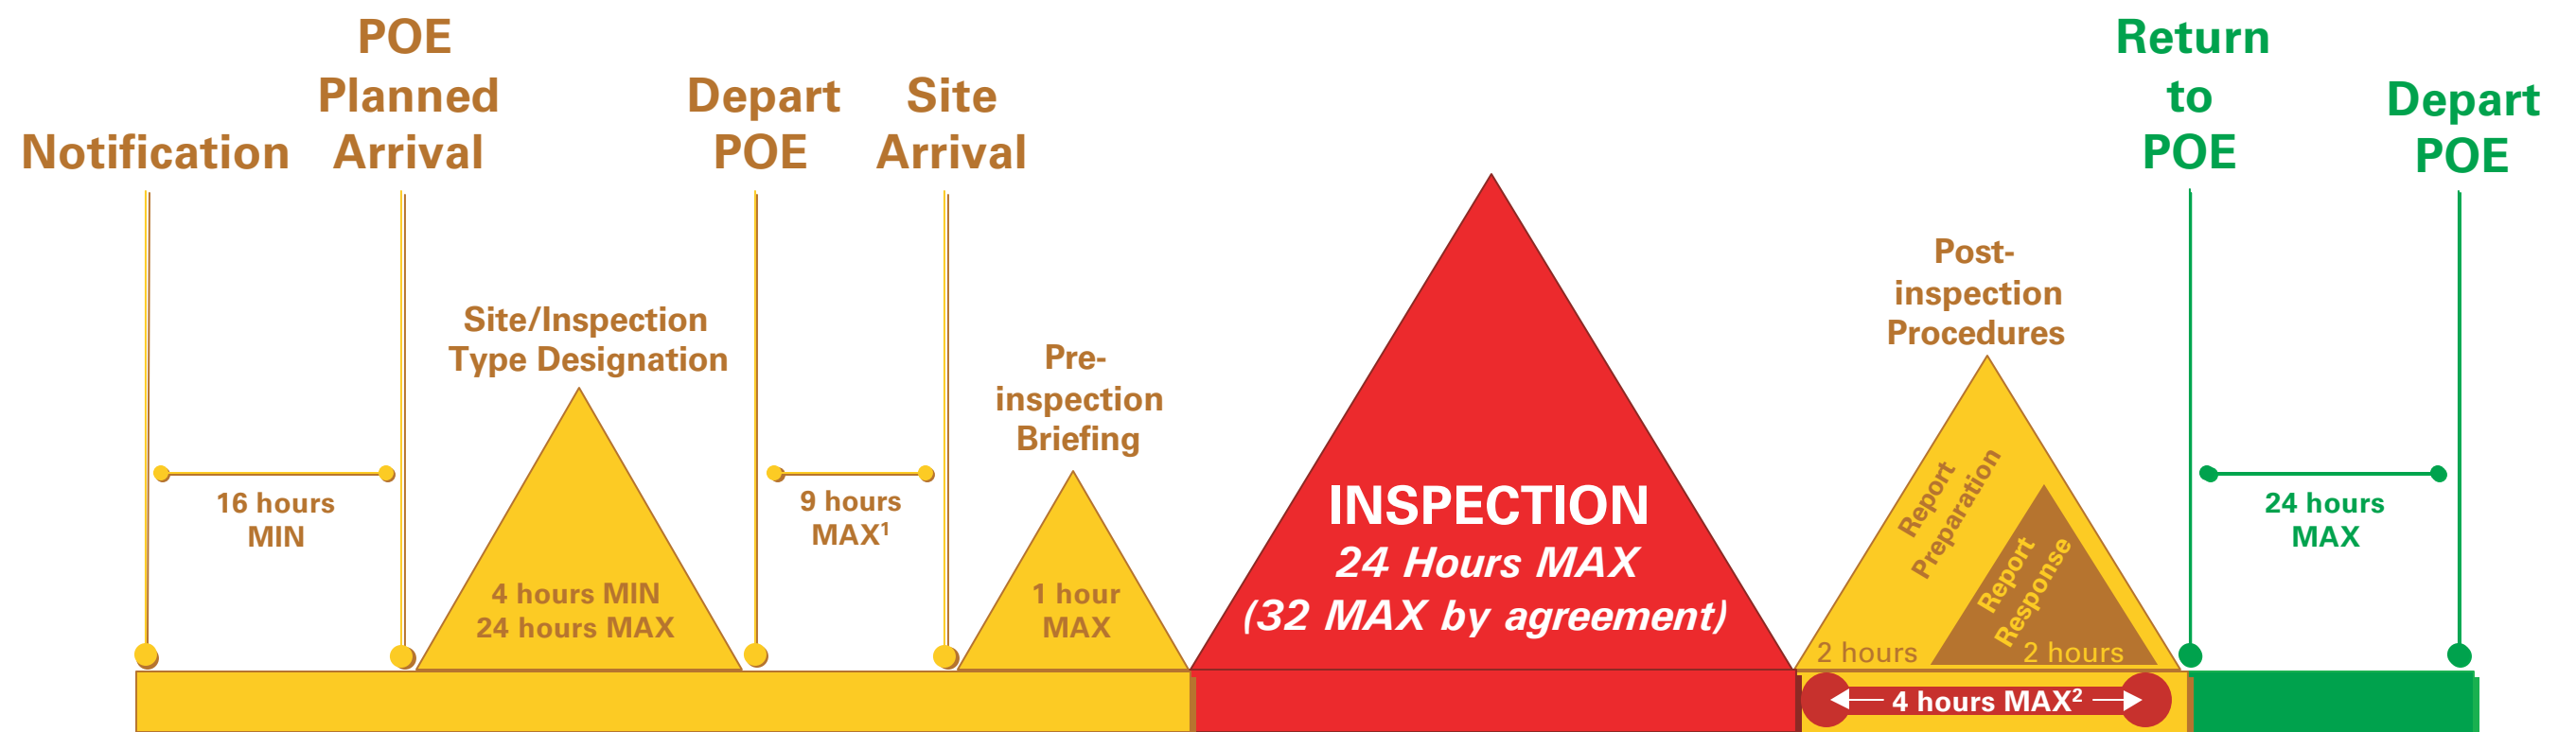 Notification
POE
Planned
Arrival
Depart
POE
Site
Arrival
Return
to
POE
Depart
POE
16 hours
MIN
Site/Inspection
Type Designation
4 hours MIN
24 hours MAX
9 hours
MAX¹
Pre-
inspection
Briefing
1 hour
MAX
INSPECTION
24 Hours MAX
(32 MAX by agreement)
Post-
inspection
Procedures
Report
Preparation
Report
Response
2 hours
2 hours
4 hours MAX²
24 hours
MAX